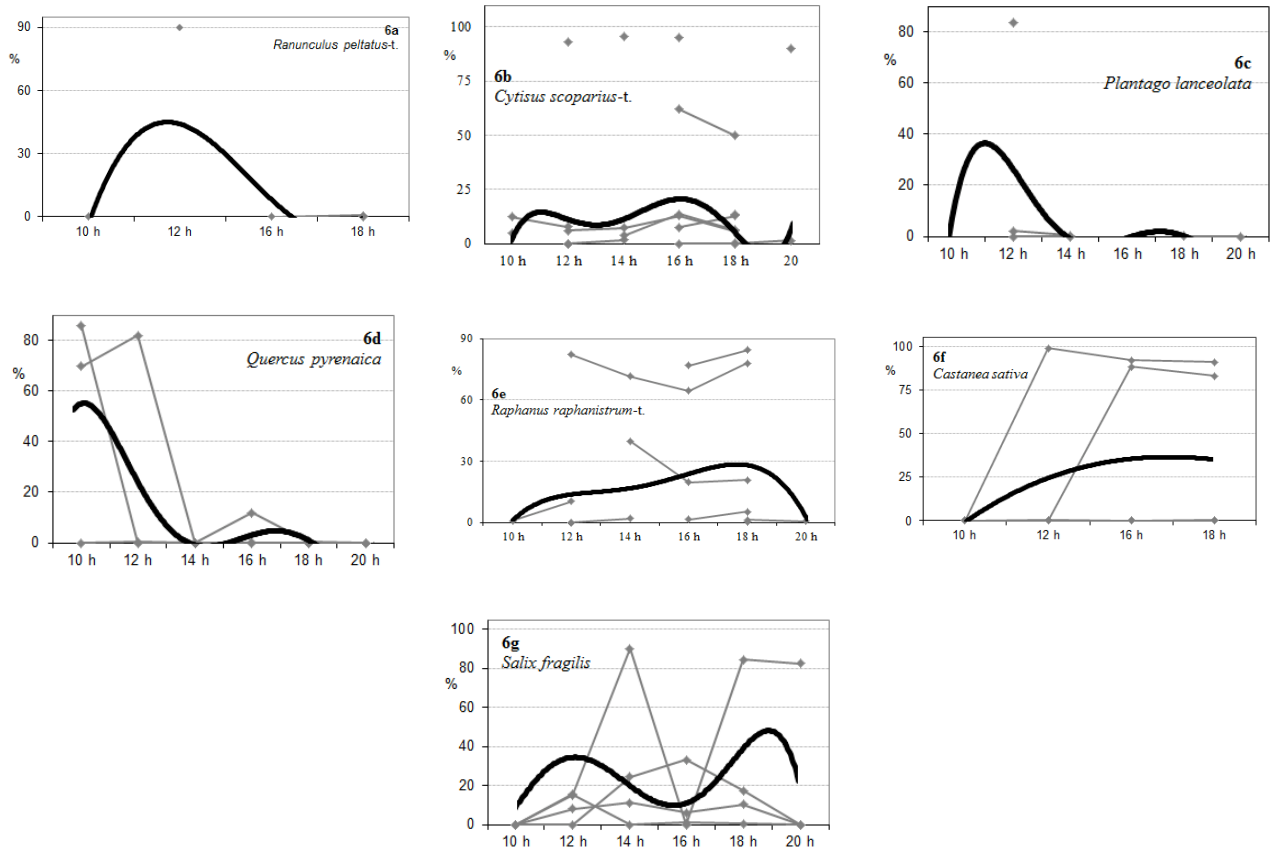 6a
Ranunculus peltatus-t.
%
90
60
30
0
10 h 12 h 16 h 18 h
6b
Cytisus scoparius-t.
%
100
75
50
25
0
10 h 12 h 14 h 16 h 18 h 20
6c
Plantago lanceolata
%
80
60
40
20
0
10 h 12 h 14 h 16 h 18 h 20 h
6d
Quercus pyrenaica
%
80
60
40
20
0
10 h 12 h 14 h 16 h 18 h 20 h
6e
Raphanus raphanistrum-t.
%
90
60
30
0
10 h 12 h 14 h 16 h 18 h 20 h
6f
Castanea sativa
%
100
75
50
25
0
10 h 12 h 16 h 18 h
6g
Salix fragilis
%
100
80
60
40
20
0
10 h 12 h 14 h 16 h 18 h 20 h